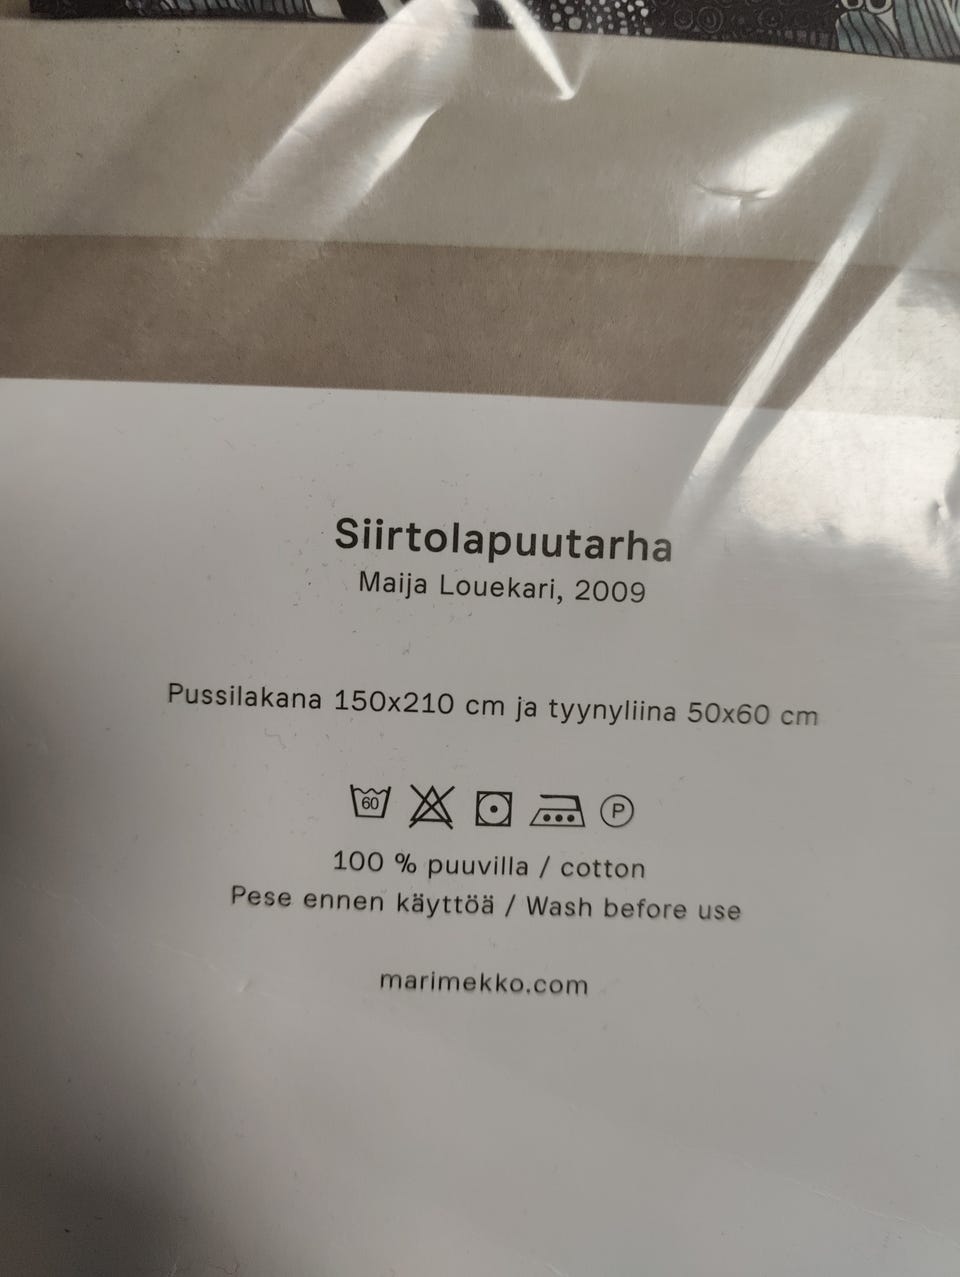 Siirtolapuutarha
Maija Louekari, 2009
Pussilakana 150x210 cm ja tyynyliina 50x60 cm
60 P
100 % puuvilla / cotton
Pese ennen käyttöä / Wash before use
marimekko.com